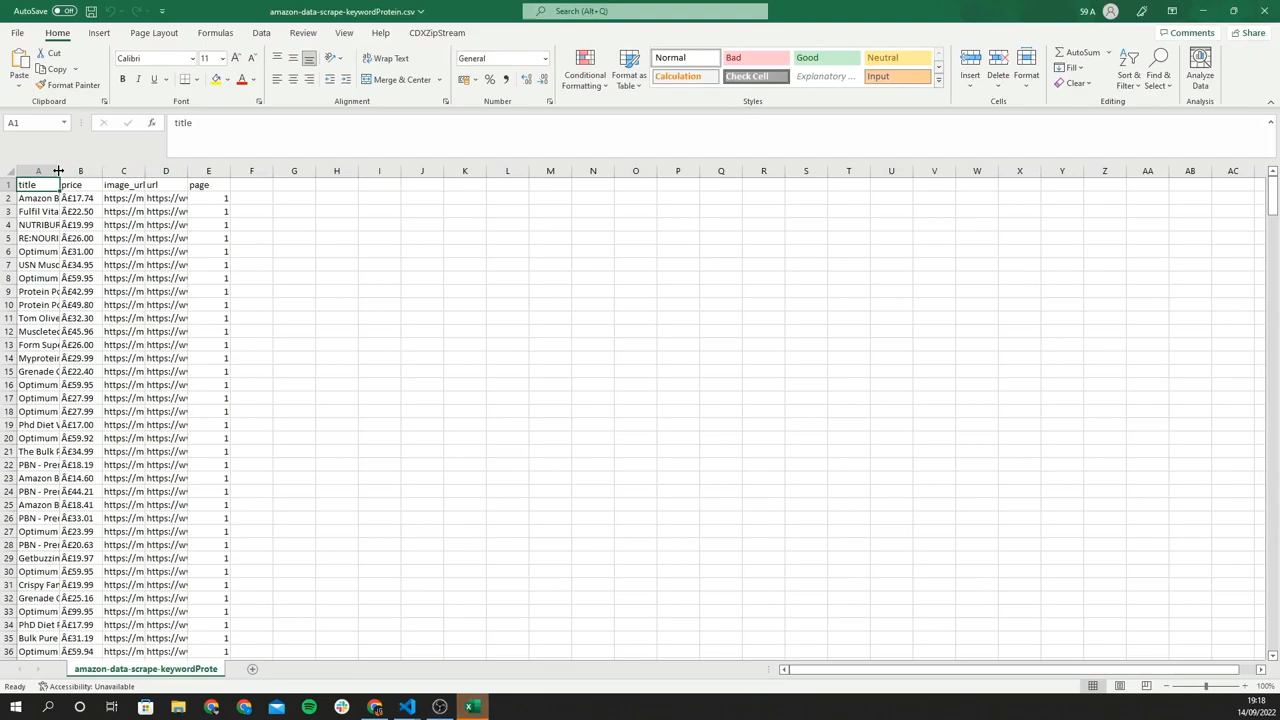 AutoSave Off amazon-data-scrape-keywordProtein.csv Search (Alt+Q) 59 A
File Home Insert Page Layout Formulas Data Review View Help CDXZipStream Comments Share
Paste Cut Copy Format Painter
Clipboard
Calibri 11
B I U A
Font
Wrap Text
Merge & Center
Alignment
General
%
Number
Conditional Formatting Format as Table
Normal Bad Good Neutral
Calculation Check Cell Explanatory ... Input
Styles
Insert Delete Format
Cells
AutoSum
Fill
Clear
Sort & Filter Find & Select
Editing
Analyze Data
Analysis
A1 fx title
A B C D E F G H I J K L M N O P Q R S T U V W X Y Z AA AB AC
1 title price image_url url page
2 Amazon B £17.74 https://m https://w 1
3 Fulfil Vita £22.50 https://m https://w 1
4 NUTRIBUR £19.99 https://m https://w 1
5 RE:NOURI £26.00 https://m https://w 1
6 Optimum £31.00 https://m https://w 1
7 USN Musc £34.95 https://m https://w 1
8 Optimum £59.95 https://m https://w 1
9 Protein Po £42.99 https://m https://w 1
10 Protein Po £49.80 https://m https://w 1
11 Tom Olive £32.30 https://m https://w 1
12 Muscletec £45.96 https://m https://w 1
13 Form Supe £26.00 https://m https://w 1
14 Myprotein £29.99 https://m https://w 1
15 Grenade C £22.40 https://m https://w 1
16 Optimum £59.95 https://m https://w 1
17 Optimum £27.99 https://m https://w 1
18 Optimum £27.99 https://m https://w 1
19 Phd Diet V £17.00 https://m https://w 1
20 Optimum £59.92 https://m https://w 1
21 The Bulk P £34.99 https://m https://w 1
22 PBN - Prer £18.19 https://m https://w 1
23 Amazon B £14.60 https://m https://w 1
24 PBN - Prer £44.21 https://m https://w 1
25 Amazon B £18.41 https://m https://w 1
26 PBN - Prer £33.01 https://m https://w 1
27 Optimum £23.99 https://m https://w 1
28 PBN - Prer £20.63 https://m https://w 1
29 Getbuzzin £19.97 https://m https://w 1
30 Optimum £59.95 https://m https://w 1
31 Crispy Fan £19.99 https://m https://w 1
32 Grenade C £25.16 https://m https://w 1
33 Optimum £99.95 https://m https://w 1
34 PhD Diet P £17.99 https://m https://w 1
35 Bulk Pure £31.19 https://m https://w 1
36 Optimum £59.94 https://m https://w 1
amazon-data-scrape-keywordProte
Ready Accessibility: Unavailable 100%
19:18
14/09/2022